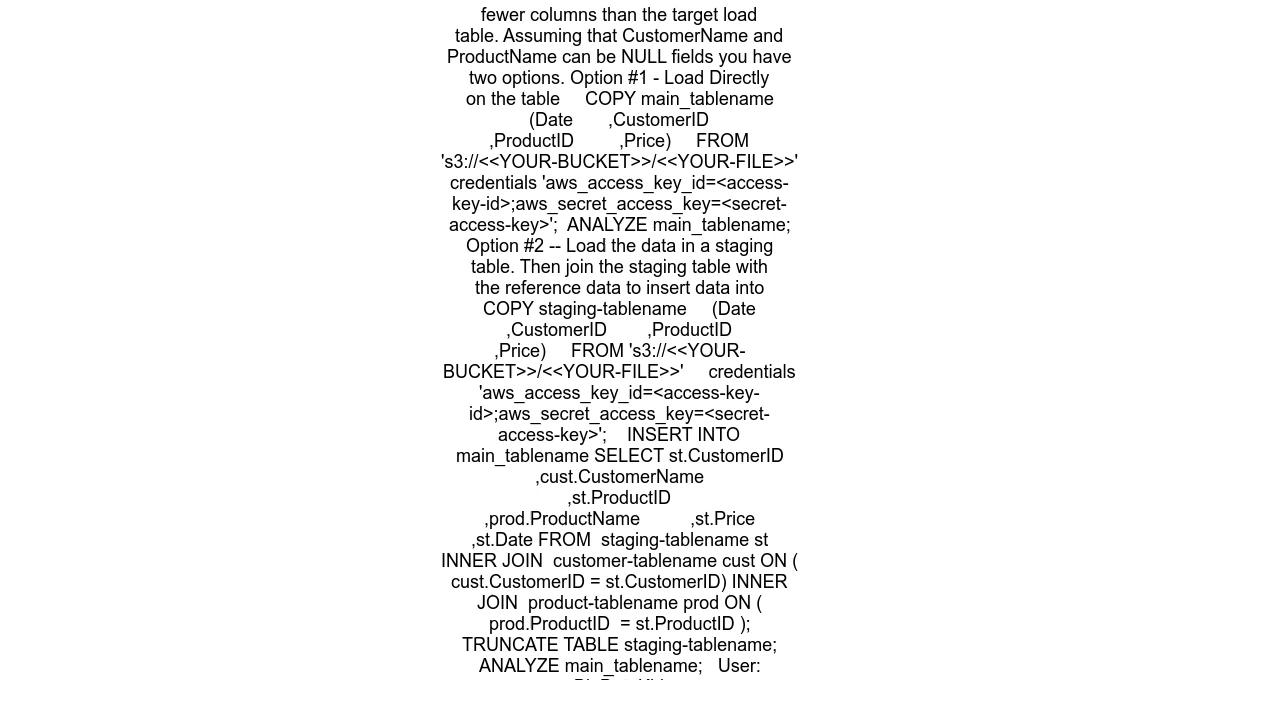 fewer columns than the target load
table. Assuming that CustomerName and
ProductName can be NULL fields you have
two options. Option #1 - Load Directly
on the table     COPY main_tablename
(Date       ,CustomerID
,ProductID         ,Price)     FROM
's3://<<YOUR-BUCKET>>/<<YOUR-FILE>>'
credentials 'aws_access_key_id=<access-
key-id>;aws_secret_access_key=<secret-
access-key>';  ANALYZE main_tablename;
Option #2 -- Load the data in a staging
table. Then join the staging table with
the reference data to insert data into
COPY staging-tablename     (Date
,CustomerID        ,ProductID
,Price)     FROM 's3://<<YOUR-
BUCKET>>/<<YOUR-FILE>>'     credentials
'aws_access_key_id=<access-key-
id>;aws_secret_access_key=<secret-
access-key>';    INSERT INTO
main_tablename SELECT st.CustomerID
,cust.CustomerName
,st.ProductID
,prod.ProductName          ,st.Price
,st.Date FROM  staging-tablename st
INNER JOIN  customer-tablename cust ON (
cust.CustomerID = st.CustomerID) INNER
JOIN  product-tablename prod ON (
prod.ProductID  = st.ProductID );
TRUNCATE TABLE staging-tablename;
ANALYZE main_tablename;   User: